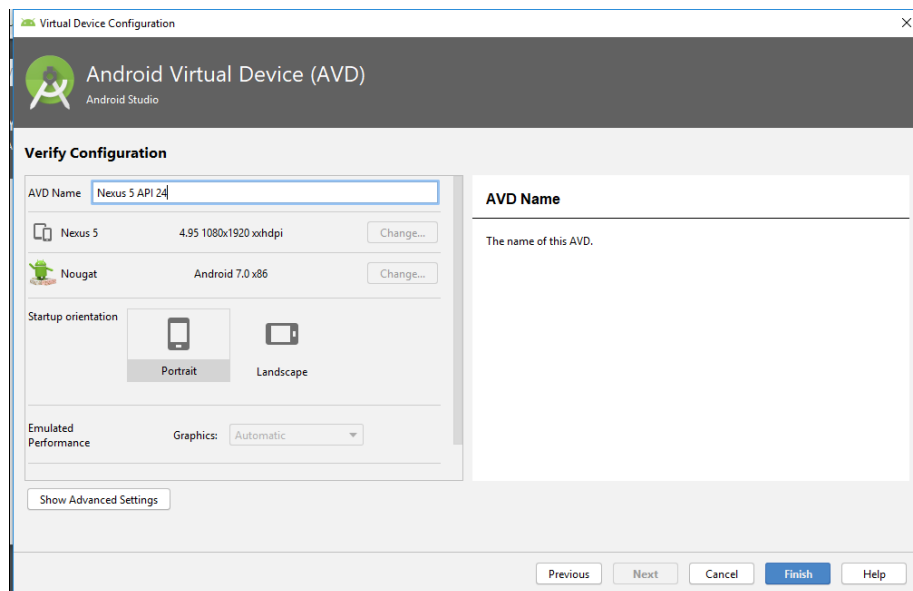 Virtual Device Configuration
Android Virtual Device (AVD)
Android Studio
Verify Configuration
AVD Name Nexus 5 API 24
Nexus 5 4.95 1080x1920 xxhdpi Change...
Nougat Android 7.0 x86 Change...
Startup orientation
Portrait
Landscape
Emulated
Performance
Graphics: Automatic
Show Advanced Settings
AVD Name
The name of this AVD.
Previous Next Cancel Finish Help